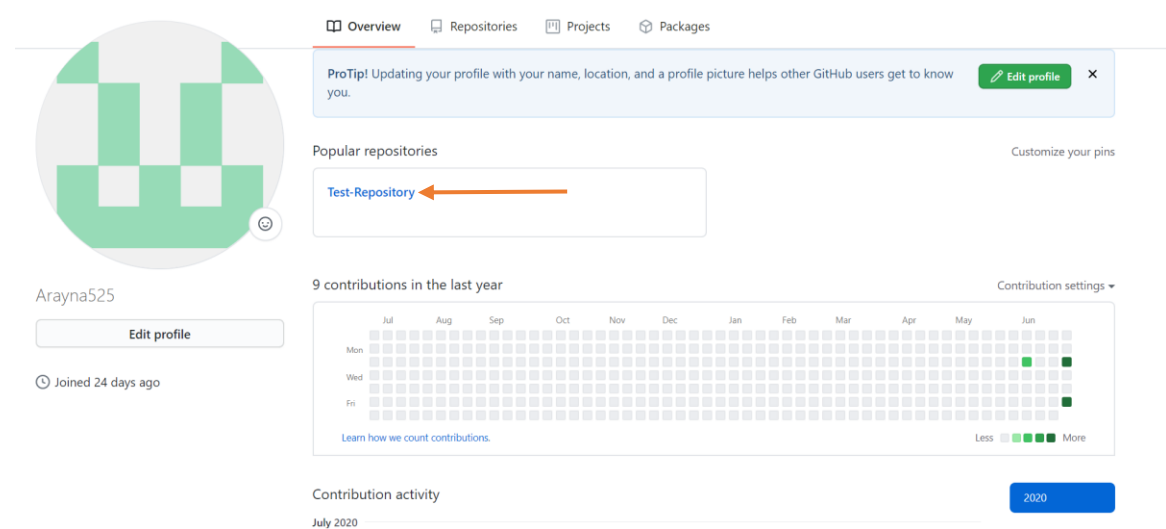 Overview Repositories Projects Packages
ProTip! Updating your profile with your name, location, and a profile picture helps other GitHub users get to know
you.
Edit profile
Popular repositories
Customize your pins
Test-Repository
Arayna525
Edit profile
Joined 24 days ago
9 contributions in the last year
Contribution settings
Jul Aug Sep Oct Nov Dec Jan Feb Mar Apr May Jun
Mon
Wed
Fri
Learn how we count contributions.
Less More
Contribution activity
2020
July 2020